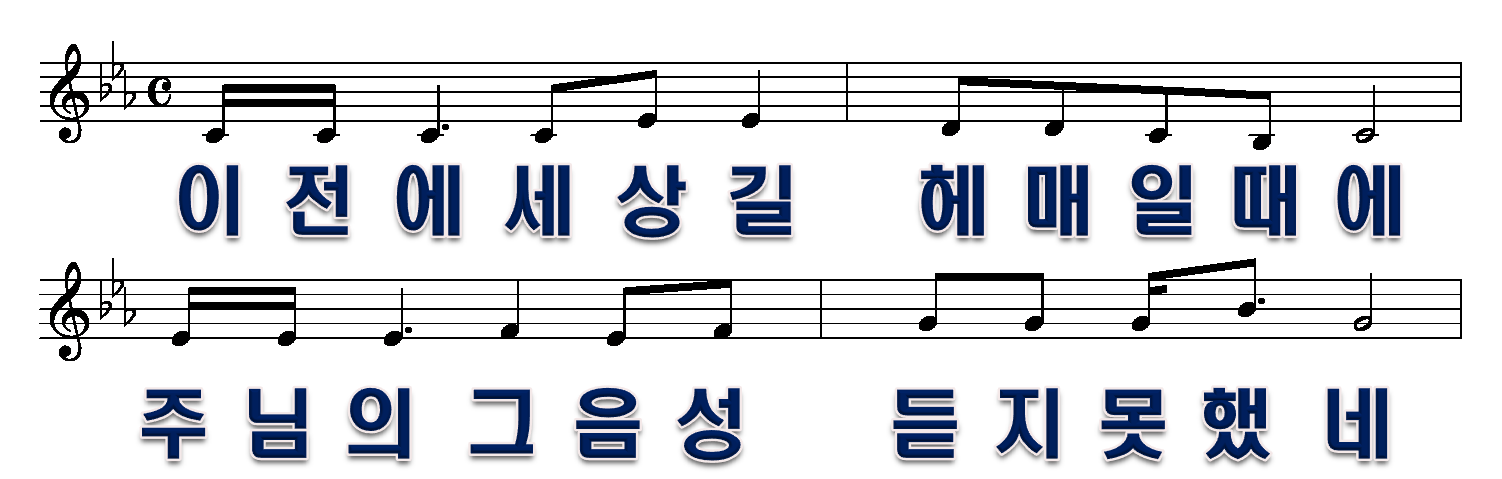 이 전 에 세 상 길 헤 매 일 때 에
주 님 의 그 음 성 듣 지 못 했 네